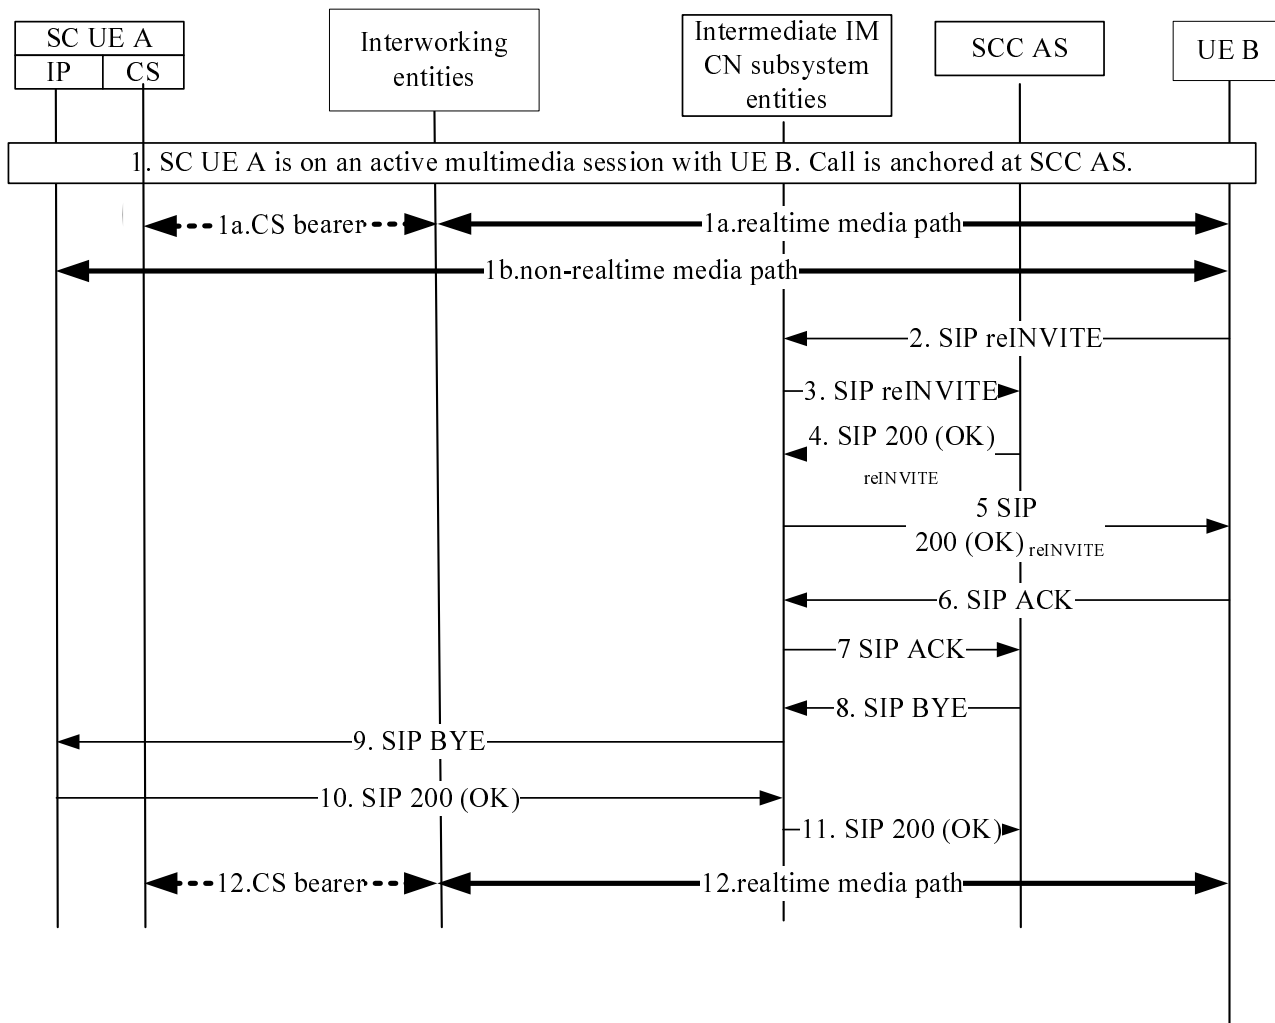 SC UE A
IP
CS
Interworking
entities
Intermediate IM
CN subsystem
entities
SCC AS
UE B
1. SC UE A is on an active multimedia session with UE B. Call is anchored at SCC AS.
1a.CS bearer
1a.realtime media path
1b.non-realtime media path
2. SIP reINVITE
3. SIP reINVITE
4. SIP 200 (OK)
reINVITE
5 SIP
200 (OK) reINVITE
6. SIP ACK
7 SIP ACK
8. SIP BYE
9. SIP BYE
10. SIP 200 (OK)
11. SIP 200 (OK)
12.CS bearer
12.realtime media path